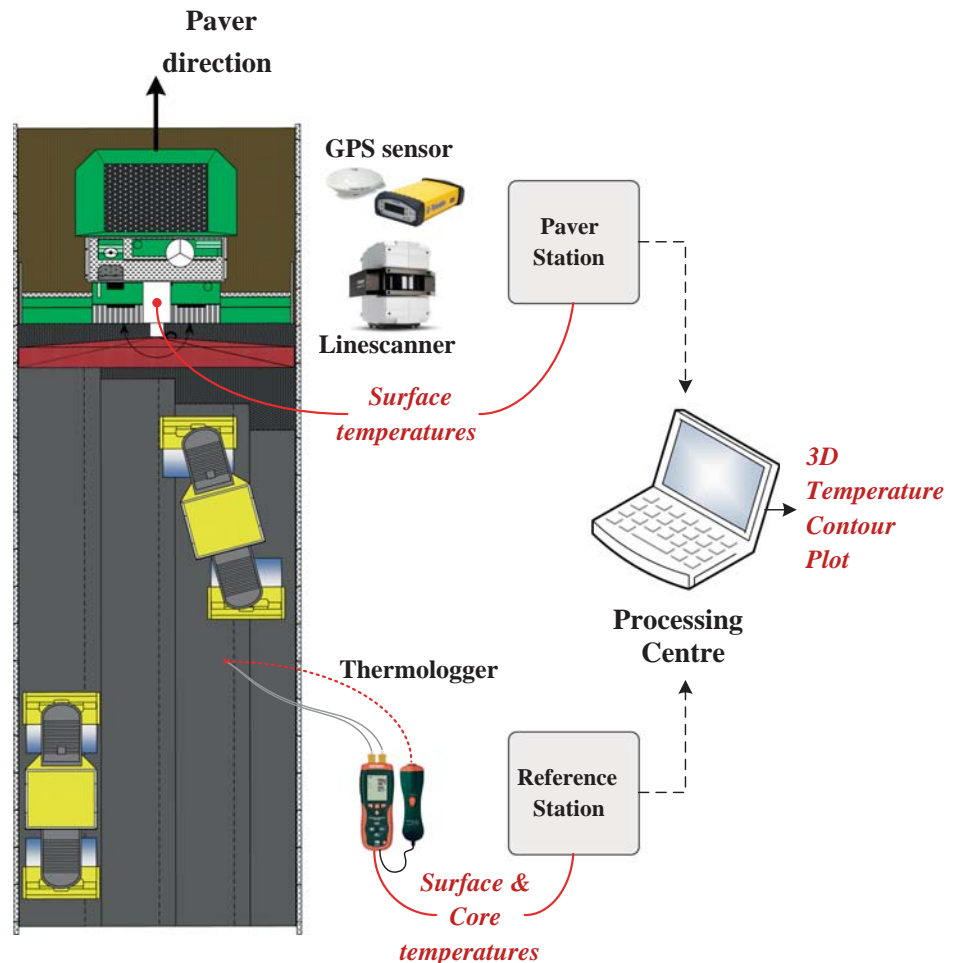 Paver
direction
GPS sensor
Linescanner
Paver
Station
Surface
temperatures
3D
Temperature
Contour
Plot
Processing
Centre
Thermologger
Reference
Station
Surface &
Core
temperatures